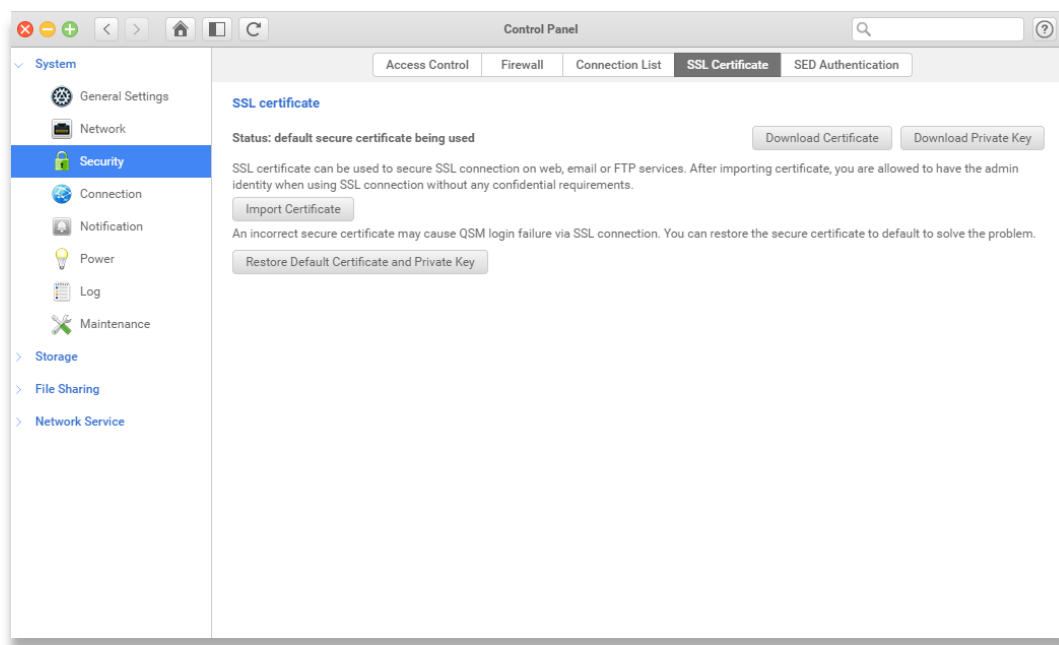 Control Panel
?
System
General Settings
Network
Security
Connection
Notification
Power
Log
Maintenance
Storage
File Sharing
Network Service
Access Control
Firewall
Connection List
SSL Certificate
SED Authentication
SSL certificate
Status: default secure certificate being used
Download Certificate
Download Private Key
SSL certificate can be used to secure SSL connection on web, email or FTP services. After importing certificate, you are allowed to have the admin
identity when using SSL connection without any confidential requirements.
Import Certificate
An incorrect secure certificate may cause QSM login failure via SSL connection. You can restore the secure certificate to default to solve the problem.
Restore Default Certificate and Private Key